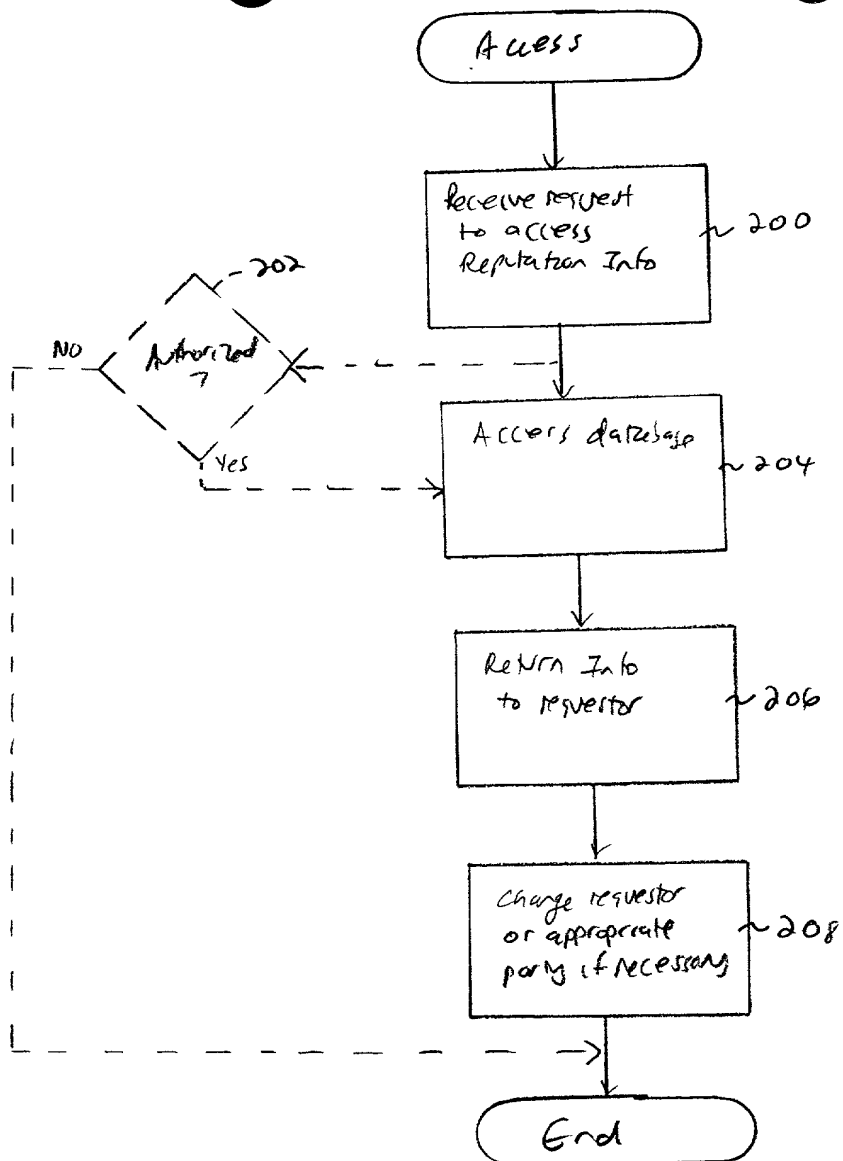 Access
Receive request
to access
Reputation Info
200
202
Authorized
?
No
Yes
Access database
204
Return Info
to requestor
206
Charge requestor
or appropriate
party if necessary
208
End